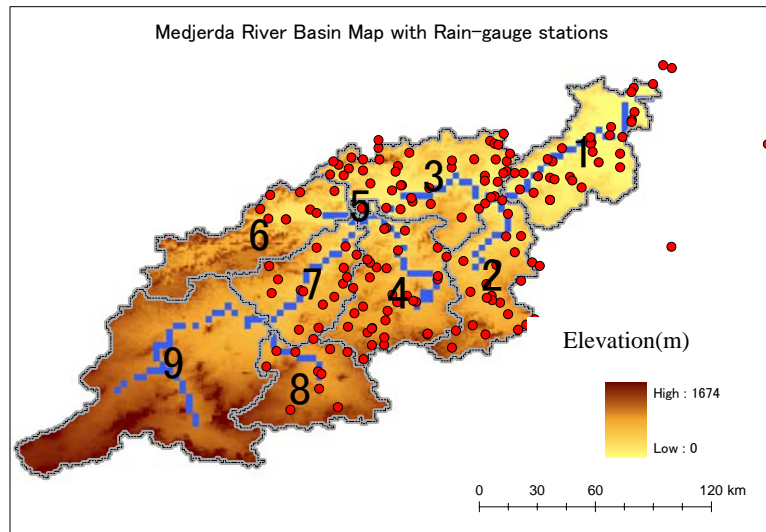 Medjerda River Basin Map with Rain-gauge stations
1
3
5
6
2
7
4
9
8
Elevation(m)
High : 1674
Low : 0
0 30 60 120 km